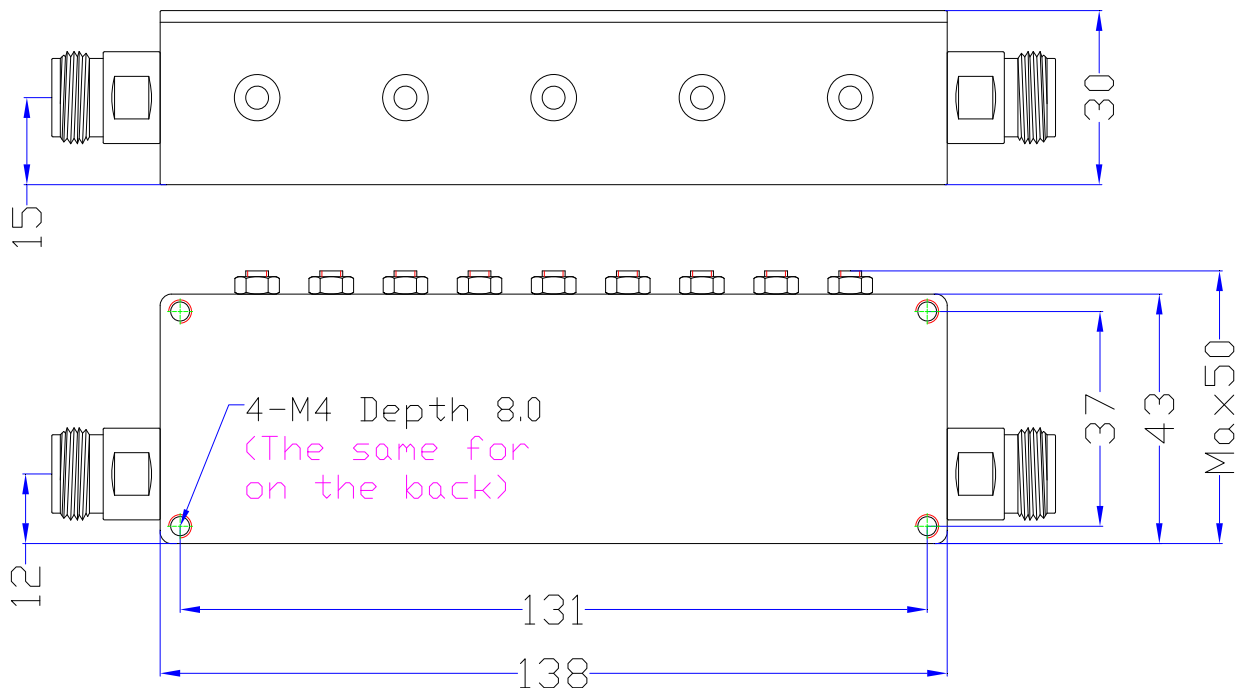 30
15
4-M4 Depth 8.0
(The same for
on the back)
37
43
Max50
12
131
138